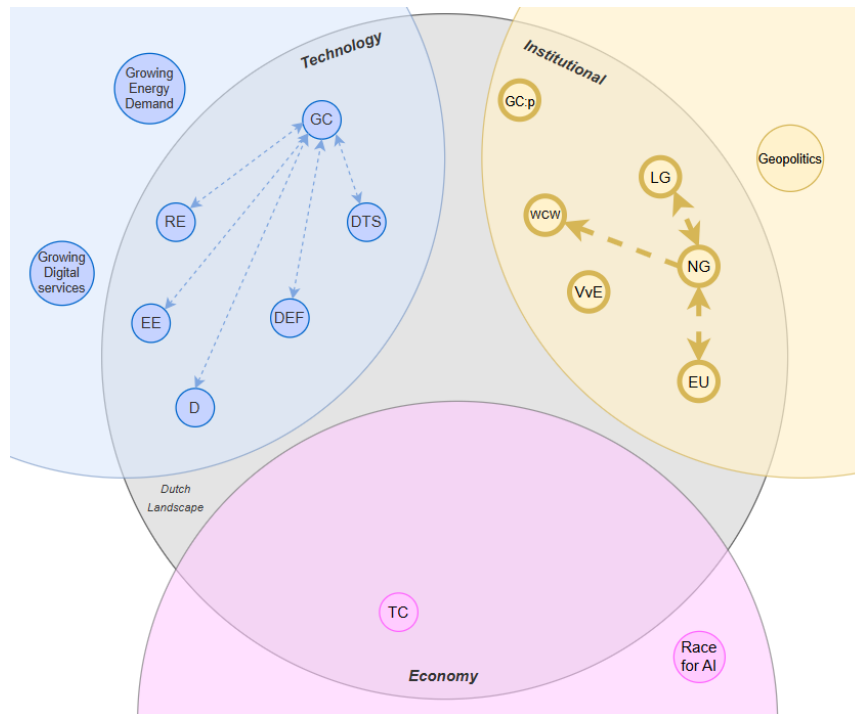 Technology
Institutional
Growing
Energy
Demand
GC
GC:p
Geopolitics
LG
RE
DTS
wcw
Growing
Digital
services
NG
VvE
EE
DEF
EU
D
Dutch
Landscape
TC
Race
for AI
Economy